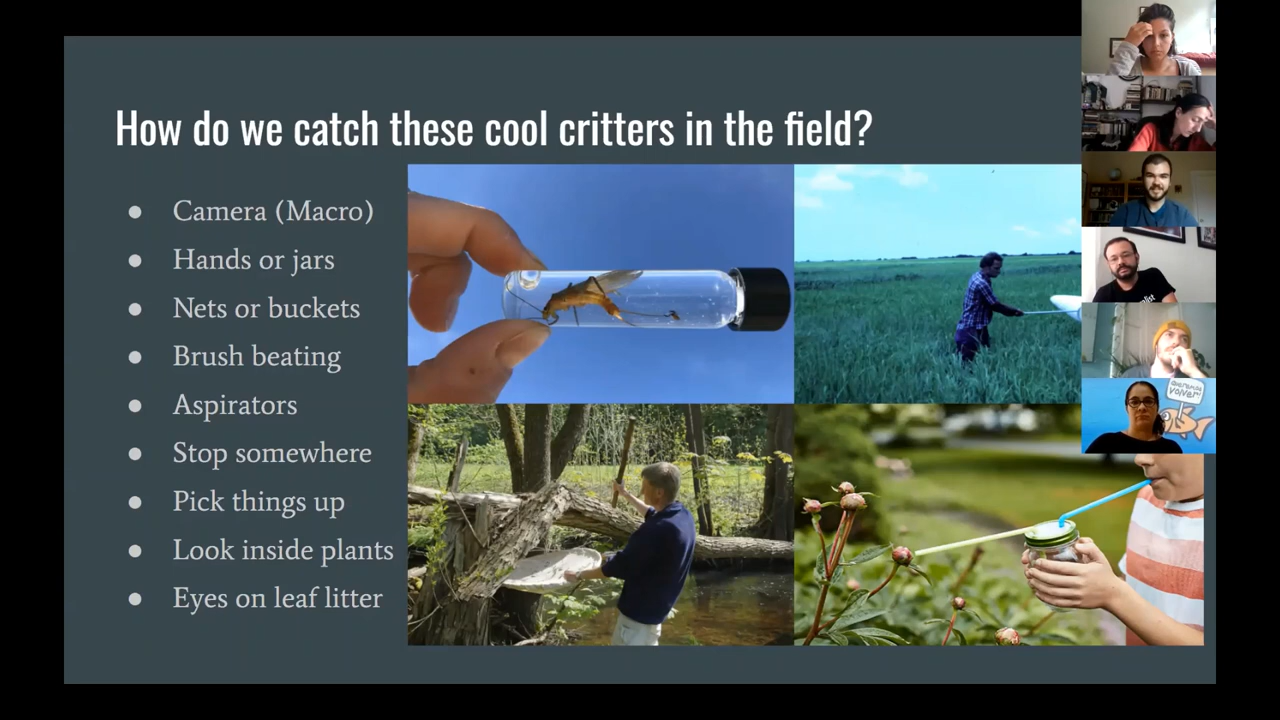 How do we catch these cool critters in the field?
● Camera (Macro)
● Hands or jars
● Nets or buckets
● Brush beating
● Aspirators
● Stop somewhere
● Pick things up
● Look inside plants
● Eyes on leaf litter
VOLVER!